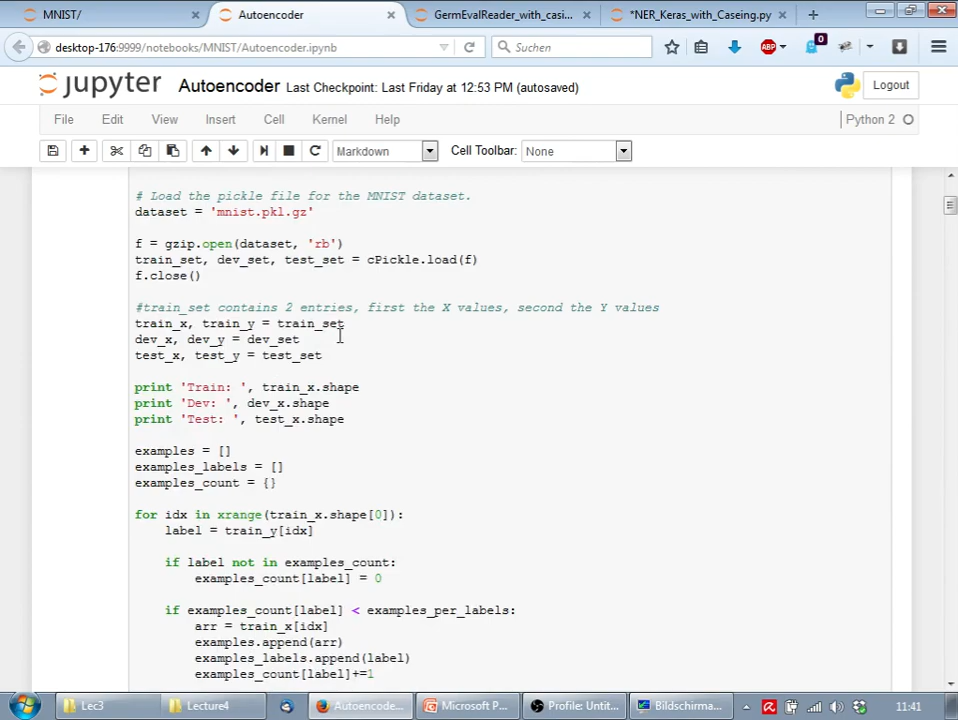 MNIST/
Autoencoder
GermEvalReader_with_casi...
*NER_Keras_with_Caseing.py
desktop-176:9999/notebooks/MNIST/Autoencoder.ipynb
Suchen
ABP
0
jupyter
Autoencoder Last Checkpoint: Last Friday at 12:53 PM (autosaved)
Logout
File Edit View Insert Cell Kernel Help
Python 2
Markdown
Cell Toolbar: None
# Load the pickle file for the MNIST dataset.
dataset = 'mnist.pkl.gz'
f = gzip.open(dataset, 'rb')
train_set, dev_set, test_set = cPickle.load(f)
f.close()
#train_set contains 2 entries, first the X values, second the Y values
train_x, train_y = train_set
dev_x, dev_y = dev_set
test_x, test_y = test_set
print 'Train: ', train_x.shape
print 'Dev: ', dev_x.shape
print 'Test: ', test_x.shape
examples = []
examples_labels = []
examples_count = {}
for idx in xrange(train_x.shape[0]):
    label = train_y[idx]
    if label not in examples_count:
        examples_count[label] = 0
    if examples_count[label] < examples_per_labels:
        arr = train_x[idx]
        examples.append(arr)
        examples_labels.append(label)
        examples_count[label]+=1
Lec3
Lecture4
Autoencode...
Microsoft P...
Profile: Untit...
Bildschirma...
11:41